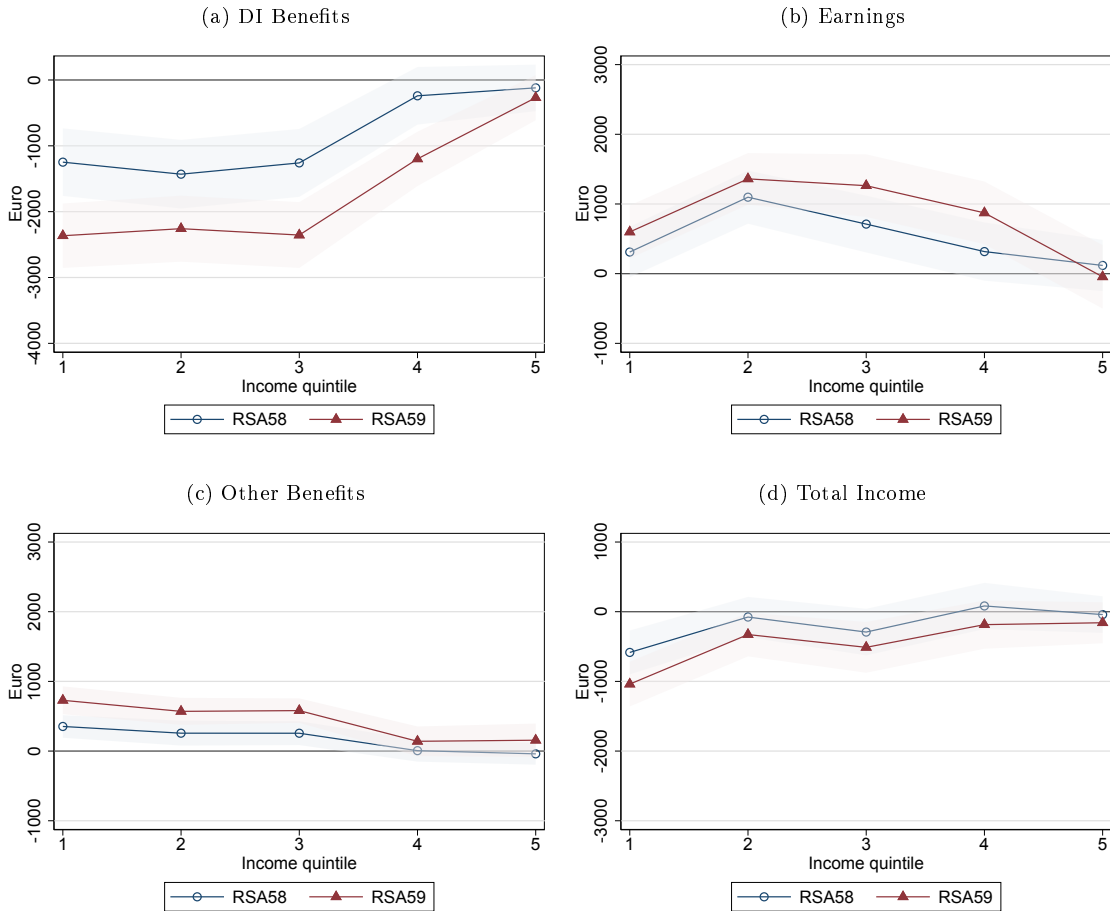 (a) DI Benefits
0
-1000
-2000
-3000
-4000
Euro
1 2 3 4 5
Income quintile
RSA58 RSA59
(b) Earnings
3000
2000
1000
0
-1000
Euro
1 2 3 4 5
Income quintile
RSA58 RSA59
(c) Other Benefits
3000
2000
1000
0
-1000
Euro
1 2 3 4 5
Income quintile
RSA58 RSA59
(d) Total Income
1000
0
-1000
-2000
-3000
Euro
1 2 3 4 5
Income quintile
RSA58 RSA59